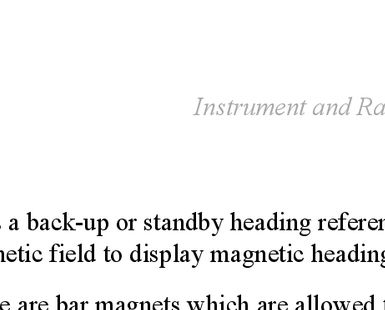 Instrument and Ra
a back-up or standby heading referen
netic field to display magnetic heading
e are bar magnets which are allowed